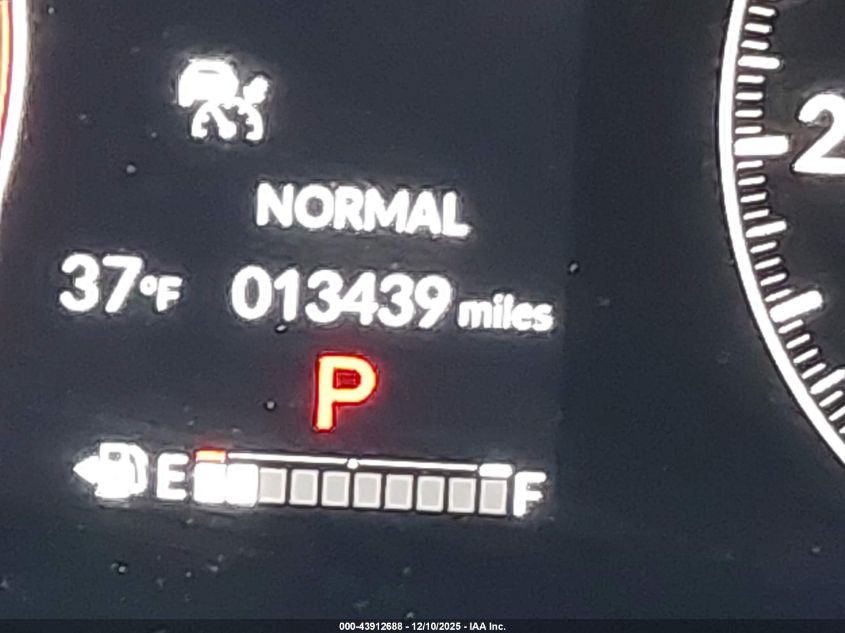 NORMAL
2
37°F 013439 miles
P
E F
000-43912688 - 12/10/2025 - IAA Inc.